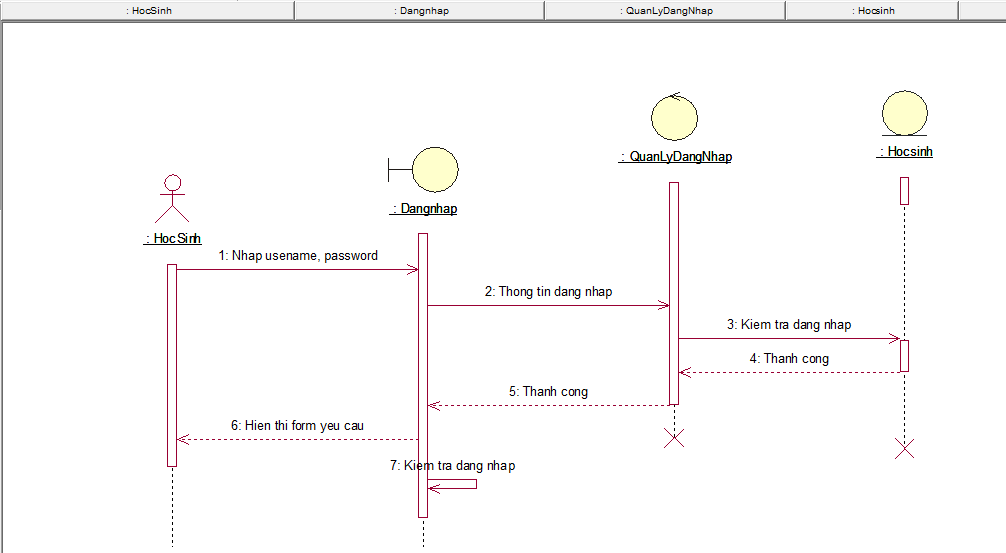 : HocSinh
: Dangnhap
: QuanLyDangNhap
: Hocsinh
: QuanLyDangNhap
: Hocsinh
: Dangnhap
: HocSinh
1: Nhap usename, password
2: Thong tin dang nhap
3: Kiem tra dang nhap
4: Thanh cong
5: Thanh cong
6: Hien thi form yeu cau
7: Kiem tra dang nhap